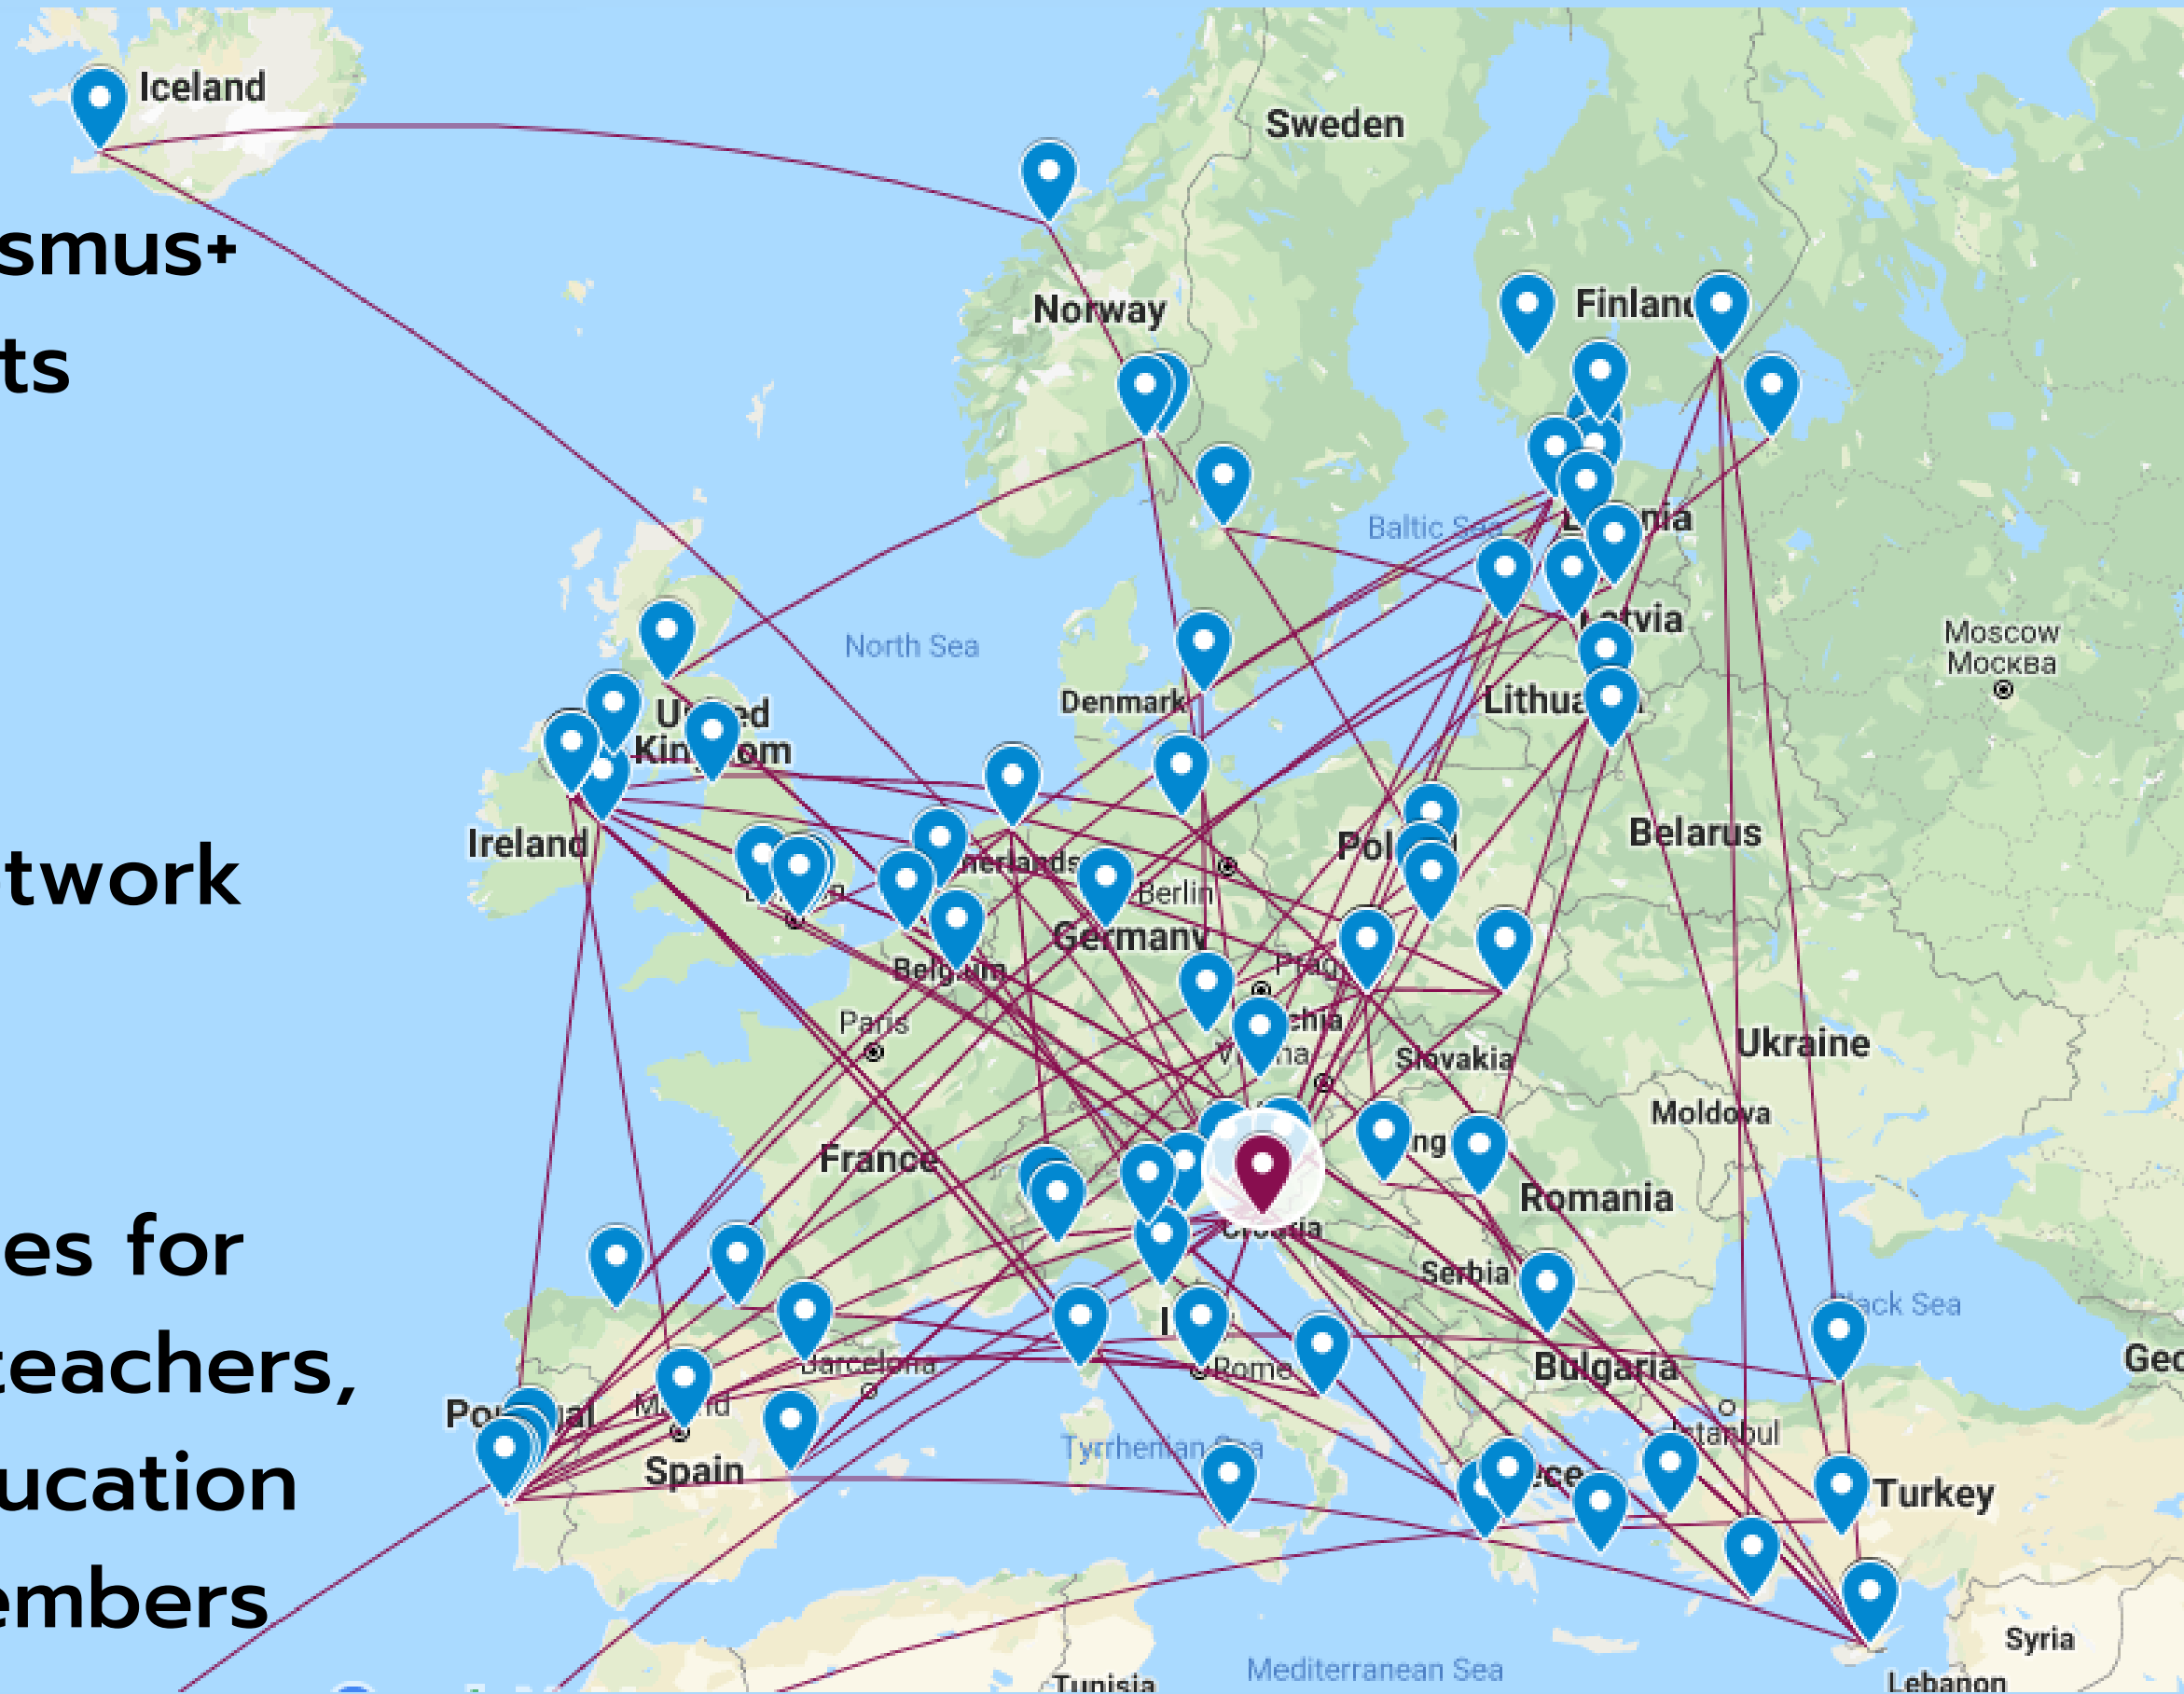 Iceland
Sweden
smus+
Norway
Finland
ts
Baltic Sea
Latvia
Moscow
Москва
North Sea
Denmark
United
Kingdom
Ireland
Belarus
twork
Berlin
Germany
Belgium
Paris
Slovakia
Ukraine
Moldova
France
Romania
Croatia
es for
Serbia
Black Sea
teachers,
Barcelona
Rome
Bulgaria
Geo
Portugal
Madrid
Istanbul
Tyrrhenian Sea
Spain
ucation
Turkey
embers
Syria
Mediterranean Sea
Tunisia
Lebanon